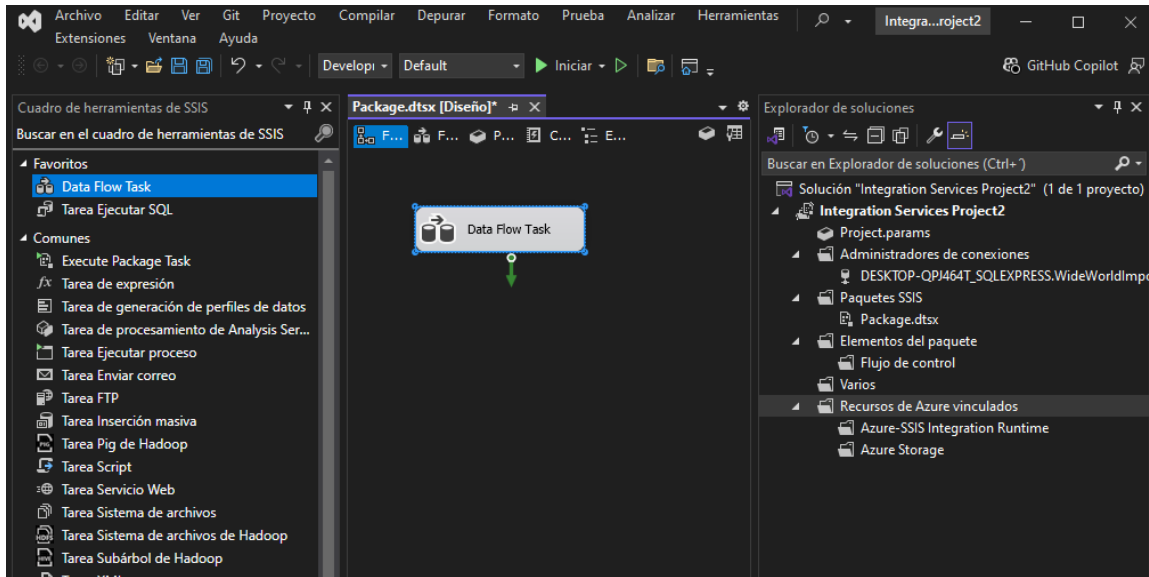 Archivo Editar Ver Git Proyecto Compilar Depurar Formato Prueba Analizar Herramientas Integra...roject2
Extensiones Ventana Ayuda
Develop Default Iniciar GitHub Copilot
Cuadro de herramientas de SSIS
Buscar en el cuadro de herramientas de SSIS
Favoritos
Data Flow Task
Tarea Ejecutar SQL
Comunes
Execute Package Task
Tarea de expresión
Tarea de generación de perfiles de datos
Tarea de procesamiento de Analysis Ser...
Tarea Ejecutar proceso
Tarea Enviar correo
Tarea FTP
Tarea Inserción masiva
Tarea Pig de Hadoop
Tarea Script
Tarea Servicio Web
Tarea Sistema de archivos
Tarea Sistema de archivos de Hadoop
Tarea Subárbol de Hadoop
Package.dtsx [Diseño]*
F... F... P... C... E...
Data Flow Task
Explorador de soluciones
Buscar en Explorador de soluciones (Ctrl+´)
Solución "Integration Services Project2" (1 de 1 proyecto)
Integration Services Project2
Project.params
Administradores de conexiones
DESKTOP-QPJ464T_SQLEXPRESS.WideWorldImpo
Paquetes SSIS
Package.dtsx
Elementos del paquete
Flujo de control
Varios
Recursos de Azure vinculados
Azure-SSIS Integration Runtime
Azure Storage